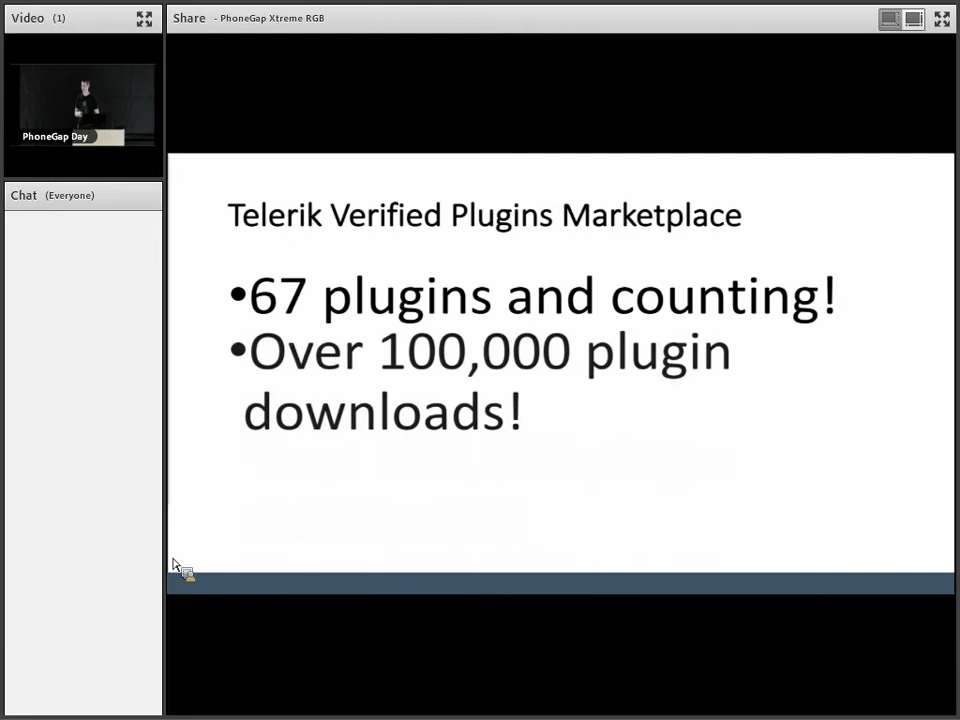 Video (1)
Share - PhoneGap Xtreme RGB
PhoneGap Day
Chat (Everyone)
Telerik Verified Plugins Marketplace
•67 plugins and counting!
•Over 100,000 plugin
downloads!